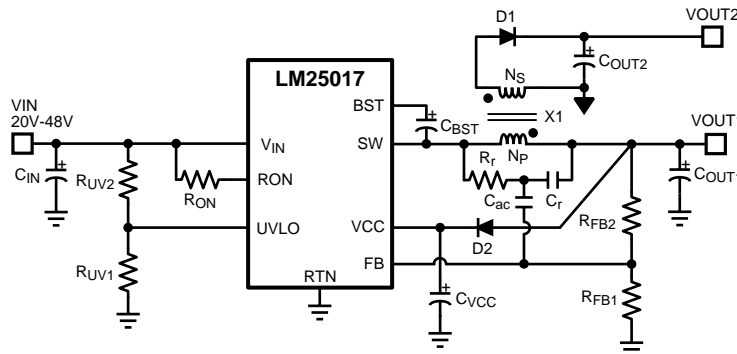 D1
VOUT2
+
COUT2
NS
LM25017
VIN
20V-48V
BST
+
CBST
X1
VOUT1
VIN
SW
NP
+
CIN
RUV2
RON
RON
Rr
Cac
Cr
+
COUT1
UVLO
VCC
D2
RFB2
FB
RUV1
RTN
+
CVCC
RFB1